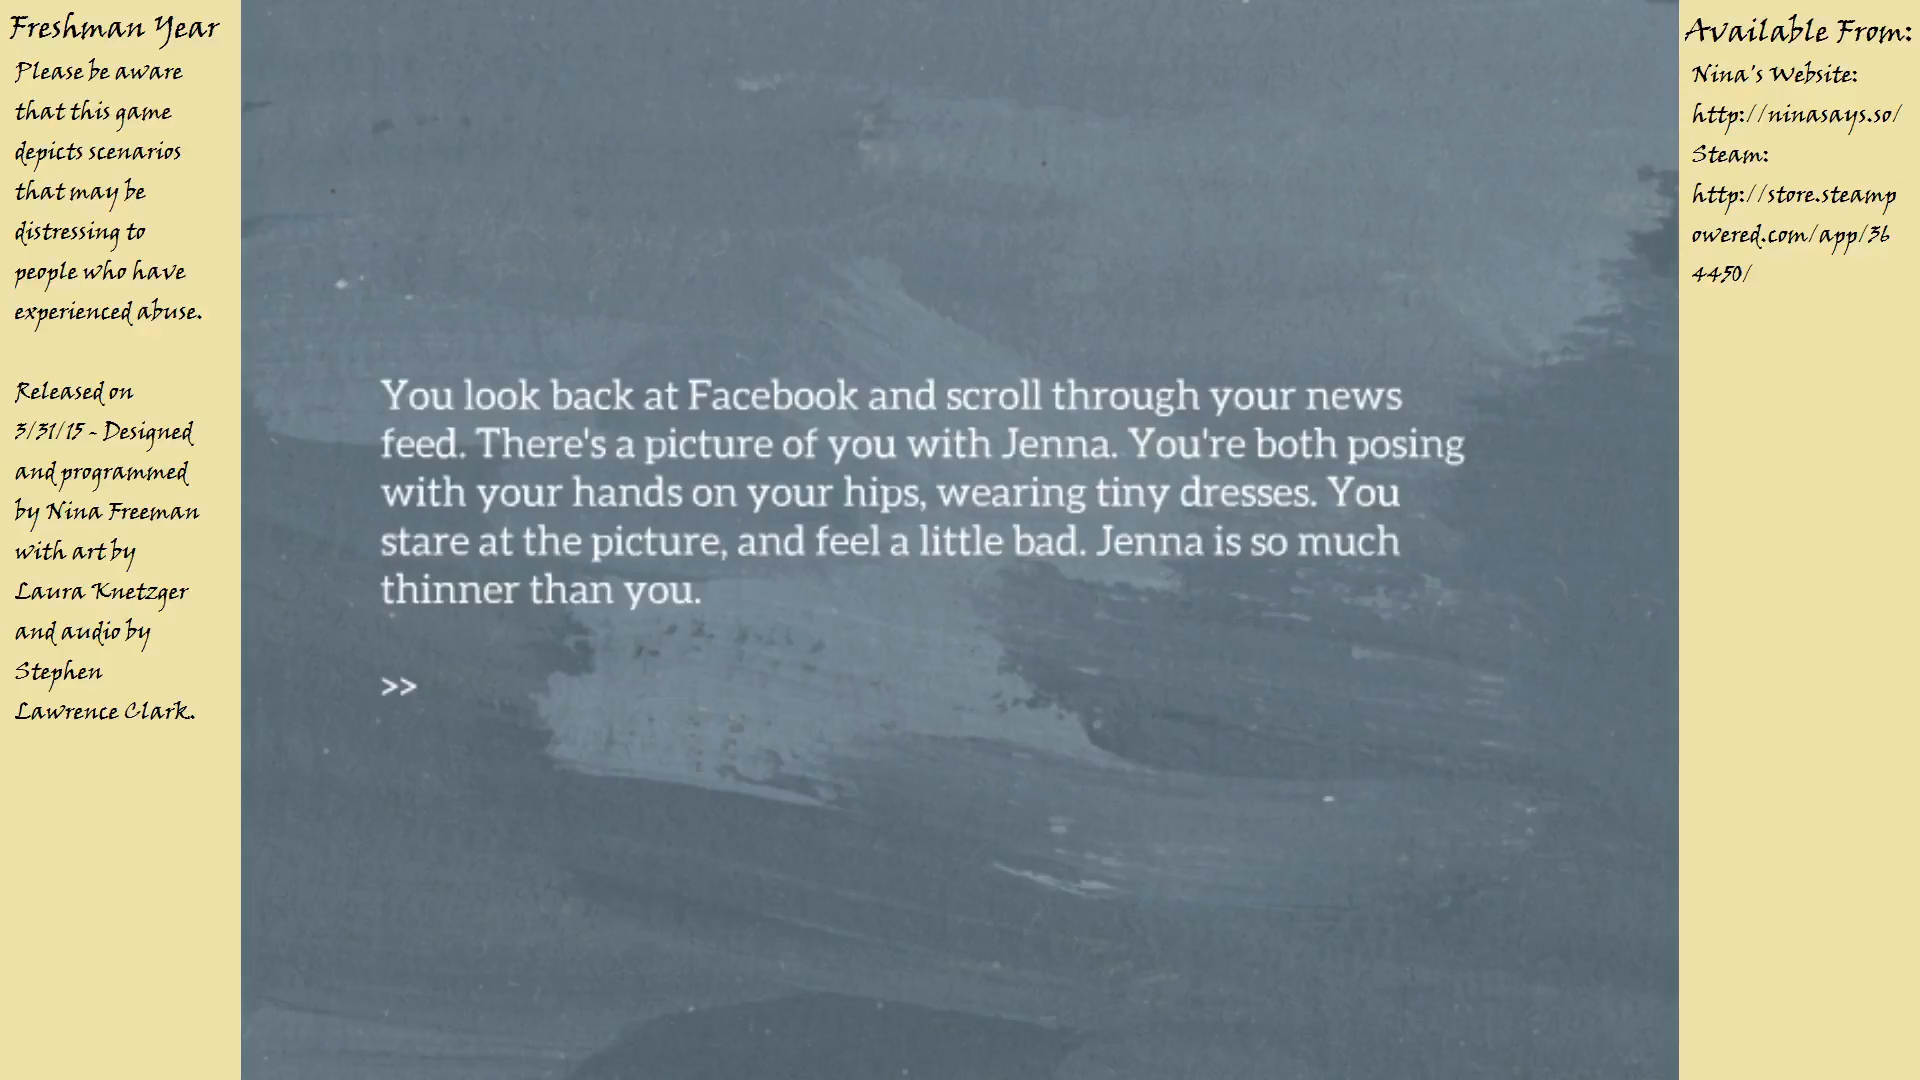 Freshman Year
Please be aware
that this game
depicts scenarios
that may be
distressing to
people who have
experienced abuse.
Released on
3/31/15 - Designed
and programmed
by Nina Freeman
with art by
Laura Knetzger
and audio by
Stephen
Lawrence Clark.
You look back at Facebook and scroll through your news
feed. There's a picture of you with Jenna. You're both posing
with your hands on your hips, wearing tiny dresses. You
stare at the picture, and feel a little bad. Jenna is so much
thinner than you.
>>
Available From:
Nina's Website:
http://ninasays.so/
Steam:
http://store.steamp
owered.com/app/36
4450/